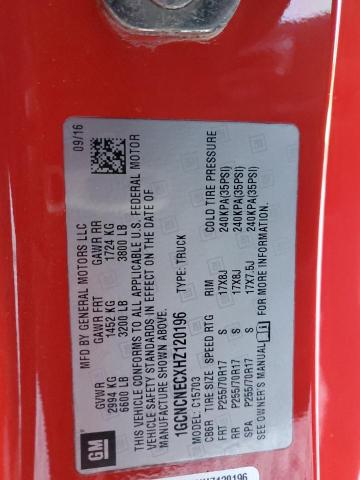 GM
MFD BY GENERAL MOTORS LLC
09/16
GVWR GAWR FRT GAWR RR
2994 KG 1452 KG 1724 KG
6600 LB 3200 LB 3800 LB
THIS VEHICLE CONFORMS TO ALL APPLICABLE U.S. FEDERAL MOTOR
VEHICLE SAFETY STANDARDS IN EFFECT ON THE DATE OF
MANUFACTURE SHOWN ABOVE.
1GCNCNECXHZ120196
MODEL: C15703 TYPE: TRUCK
CB6R TIRE SIZE SPEED RTG RIM COLD TIRE PRESSURE
FRT P255/70R17 S 17X8J 240KPA(35PSI)
RR P255/70R17 S 17X8J 240KPA(35PSI)
SPA P255/70R17 S 17X7.5J 240KPA(35PSI)
SEE OWNER'S MANUAL